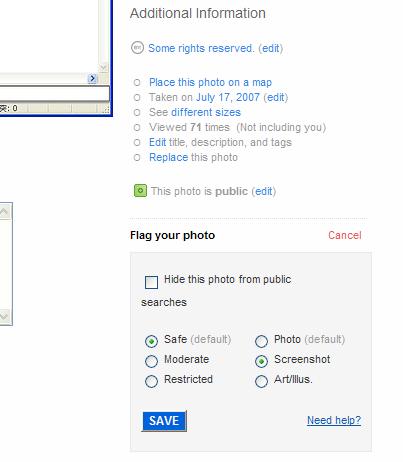 Additional Information
Some rights reserved. (edit)
Place this photo on a map
Taken on July 17, 2007 (edit)
See different sizes
Viewed 71 times (Not including you)
Edit title, description, and tags
Replace this photo
: 0
This photo is public (edit)
Flag your photo Cancel
Hide this photo from public
searches
Safe (default) Photo (default)
Moderate Screenshot
Restricted Art/Illus.
SAVE Need help?